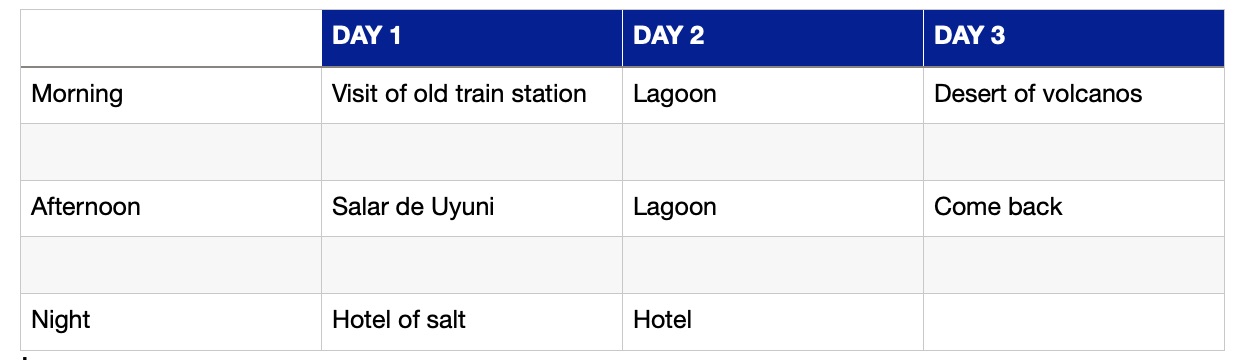 DAY 1 DAY 2 DAY 3
Morning Visit of old train station Lagoon Desert of volcanos
Afternoon Salar de Uyuni Lagoon Come back
Night Hotel of salt Hotel